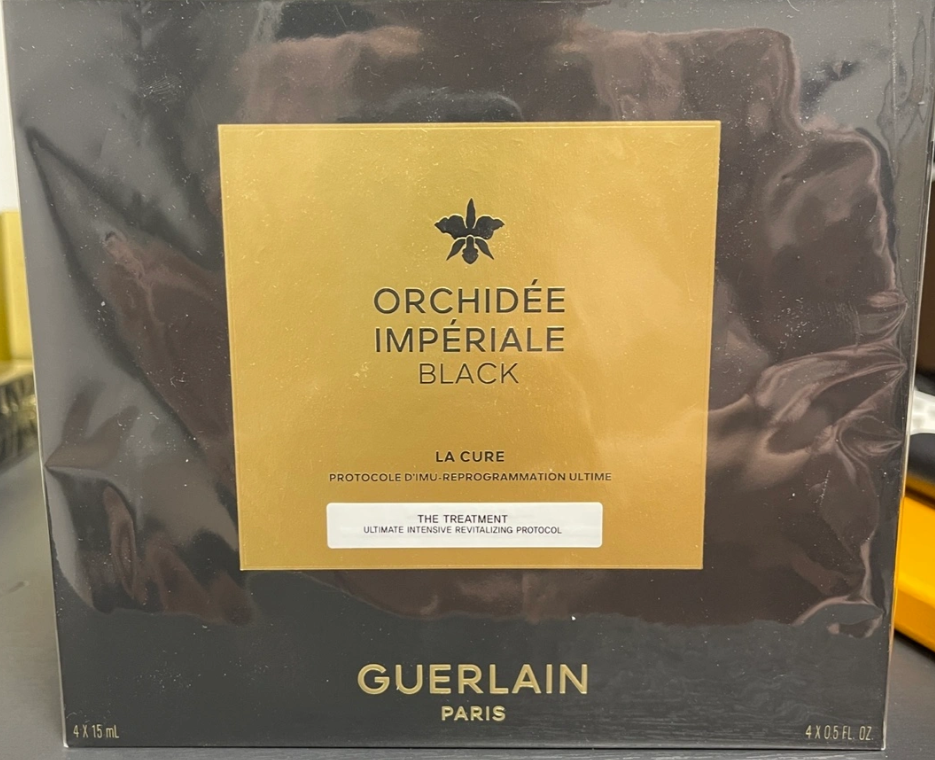 ORCHIDÉE
IMPÉRIALE
BLACK
LA CURE
PROTOCOLE D'IMU-REPROGRAMMATION ULTIME
THE TREATMENT
ULTIMATE INTENSIVE REVITALIZING PROTOCOL
GUERLAIN
PARIS
4 X 15 mL
4 X 0.5 FL. OZ.